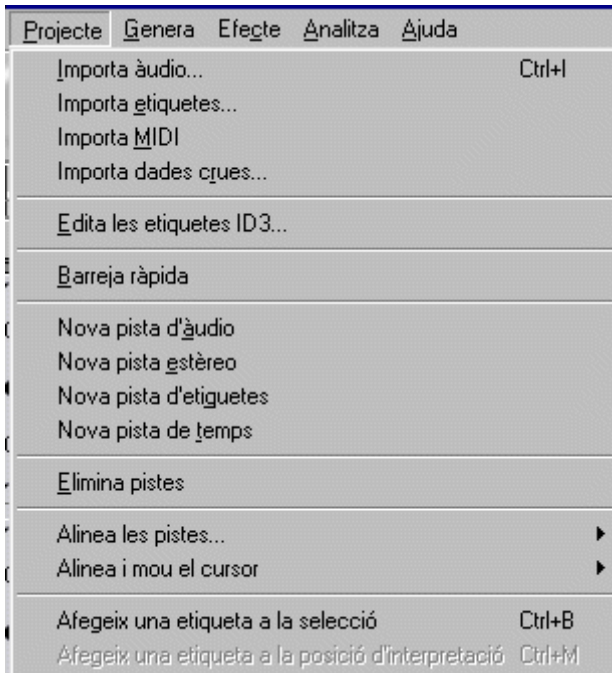 Projecte Genera Efecte Analitza Ajuda
Importa àudio... Ctrl+I
Importa etiquetes...
Importa MIDI
Importa dades crues...
Edita les etiquetes ID3...
Barreja ràpida
Nova pista d'àudio
Nova pista estèreo
Nova pista d'etiquetes
Nova pista de temps
Elimina pistes
Alinea les pistes...
Alinea i mou el cursor
Afegeix una etiqueta a la selecció Ctrl+B
Afegeix una etiqueta a la posició d'interpretació Ctrl+M